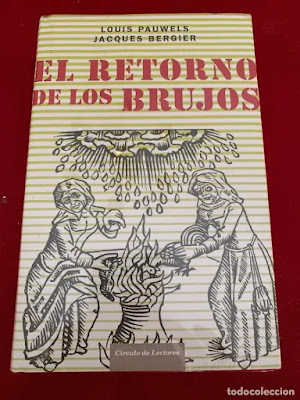 LOUIS PAUWELS
JACQUES BERGIER
EL RETORNO
DE LOS BRUJOS
Círculo de Lectores
todocoleccion